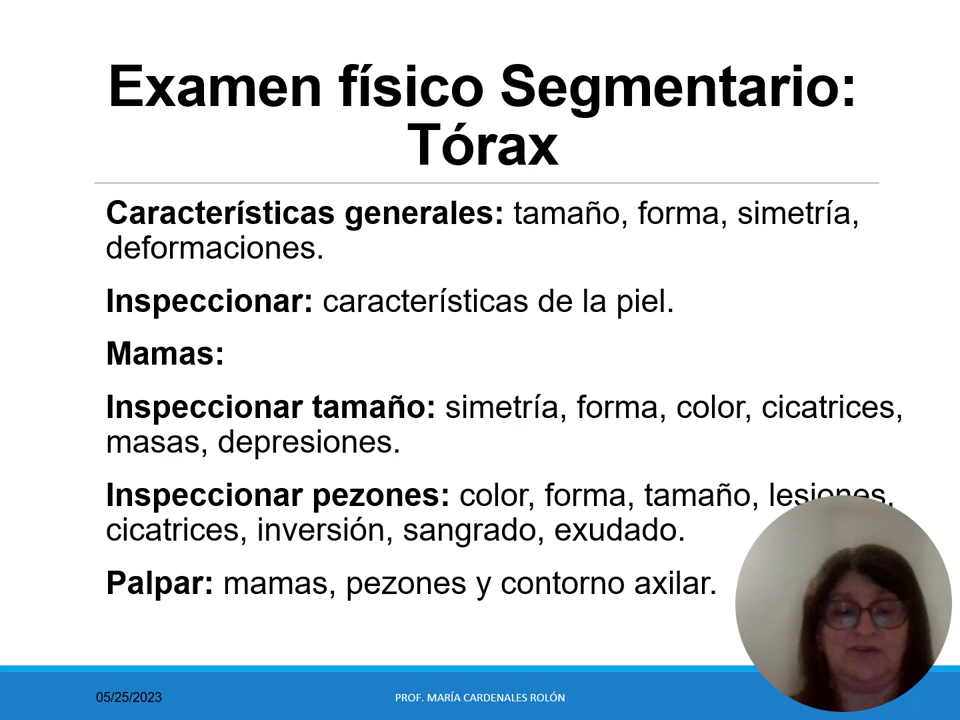 Examen físico Segmentario:
Tórax
Características generales: tamaño, forma, simetría,
deformaciones.
Inspeccionar: características de la piel.
Mamas:
Inspeccionar tamaño: simetría, forma, color, cicatrices,
masas, depresiones.
Inspeccionar pezones: color, forma, tamaño, lesiones,
cicatrices, inversión, sangrado, exudado.
Palpar: mamas, pezones y contorno axilar.
05/25/2023
PROF. MARÍA CARDENALES ROLÓN